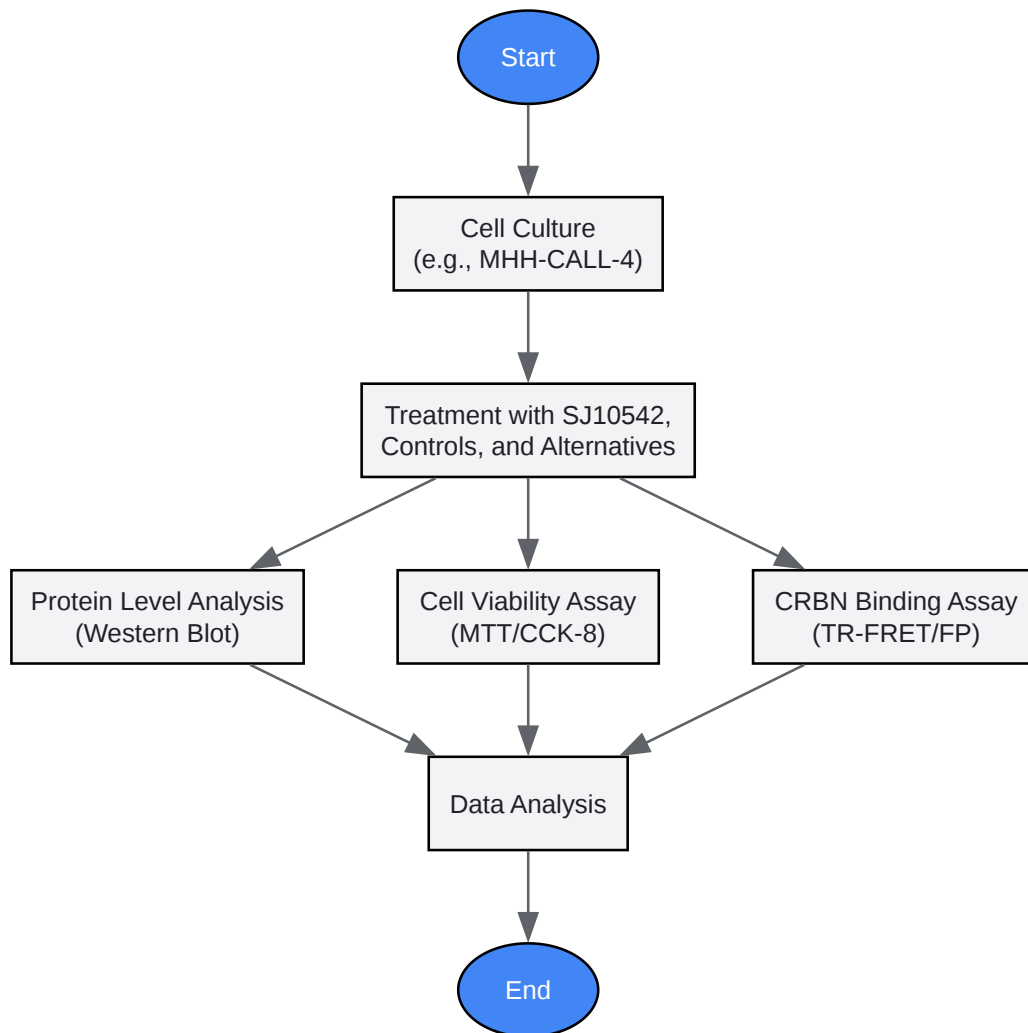 Start
Cell Culture
(e.g., MHH-CALL-4)
Treatment with SJ10542,
Controls, and Alternatives
Protein Level Analysis
(Western Blot)
Cell Viability Assay
(MTT/CCK-8)
CRBN Binding Assay
(TR-FRET/FP)
Data Analysis
End